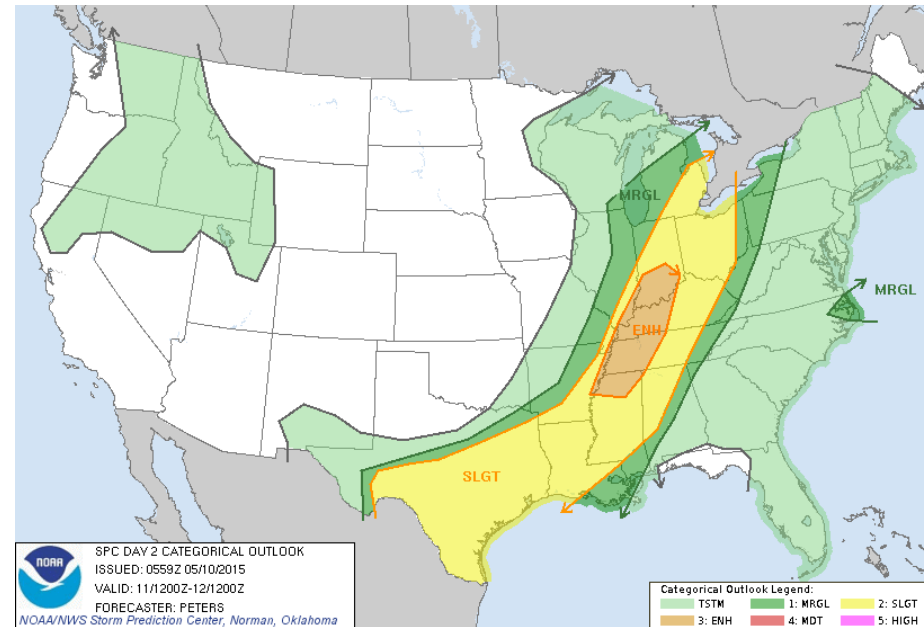 MRGL
MRGL
ENH
SLGT
NOAA
SPC DAY 2 CATEGORICAL OUTLOOK
ISSUED: 0559Z 05/10/2015
VALID: 11/1200Z-12/1200Z
FORECASTER: PETERS
NOAA/NWS Storm Prediction Center, Norman, Oklahoma
Categorical Outlook Legend:
TSTM 1: MRGL 2: SLGT
3: ENH 4: MDT 5: HIGH